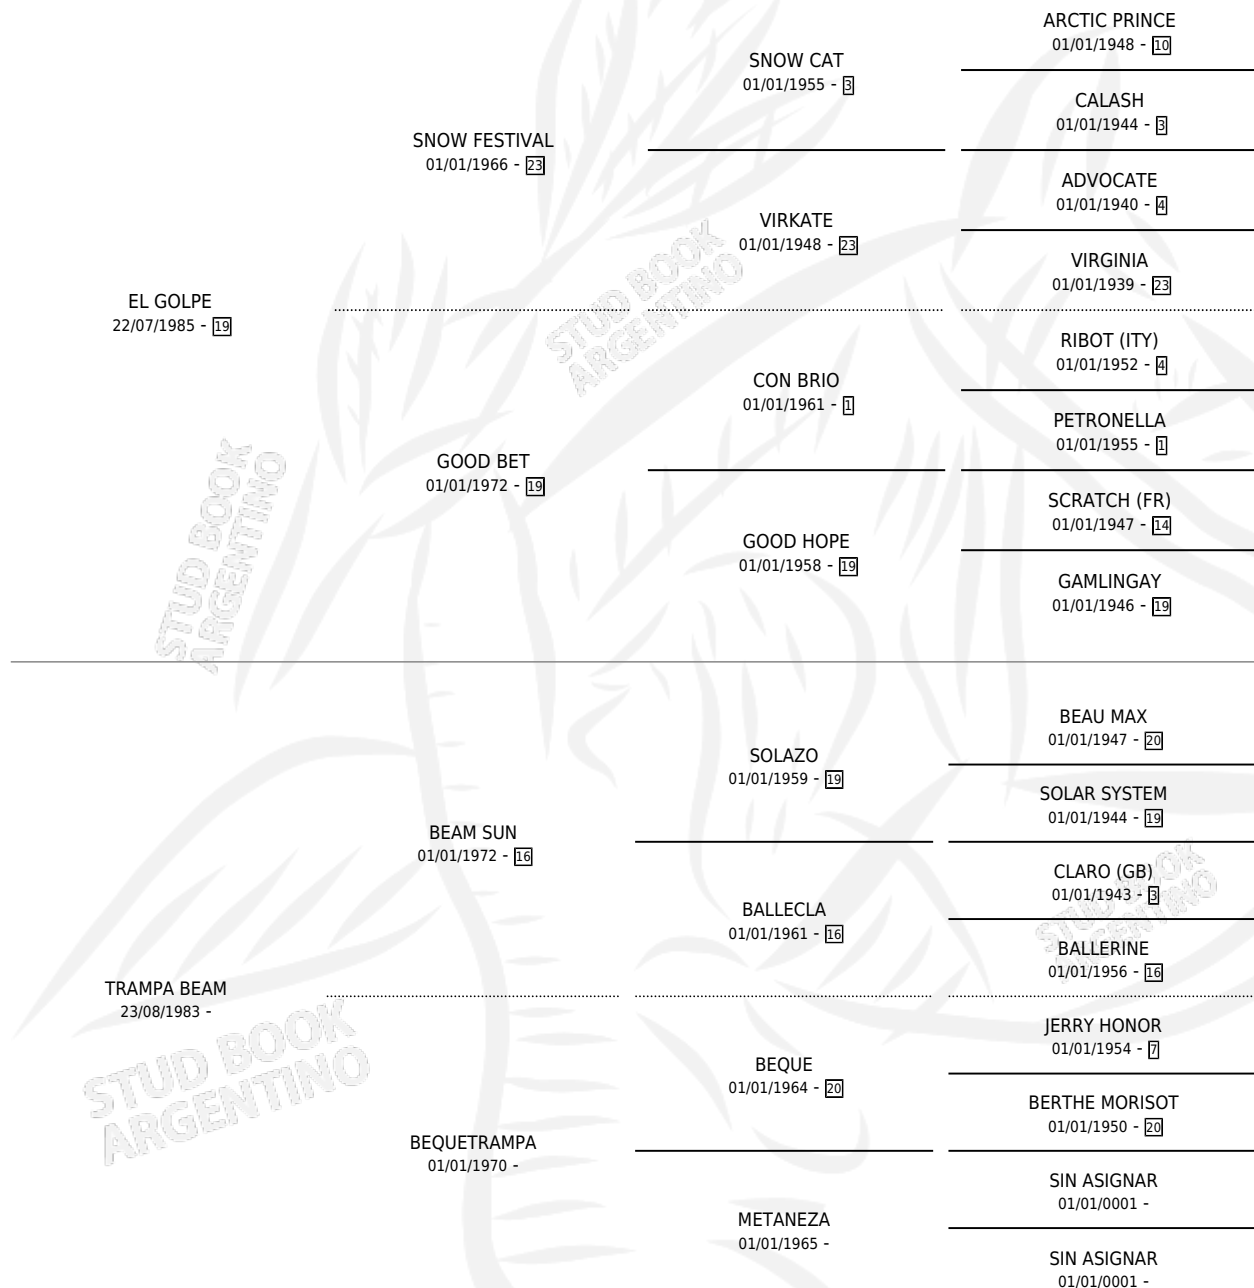 ARCTIC PRINCE
01/01/1948 - 10
SNOW CAT
01/01/1955 - 3
CALASH
01/01/1944 - 3
SNOW FESTIVAL
01/01/1966 - 23
ADVOCATE
01/01/1940 - 4
VIRKATE
01/01/1948 - 23
VIRGINIA
01/01/1939 - 23
EL GOLPE
22/07/1985 - 19
STUD BOOK
ARGENTINO
RIBOT (ITY)
01/01/1952 - 4
CON BRIO
01/01/1961 - 1
PETRONELLA
01/01/1955 - 1
GOOD BET
01/01/1972 - 19
SCRATCH (FR)
01/01/1947 - 14
GOOD HOPE
01/01/1958 - 19
GAMLINGAY
01/01/1946 - 19
STUD BOOK
ARGENTINO
BEAU MAX
01/01/1947 - 20
SOLAZO
01/01/1959 - 19
SOLAR SYSTEM
01/01/1944 - 19
BEAM SUN
01/01/1972 - 16
CLARO (GB)
01/01/1943 - 3
BALLECLA
01/01/1961 - 16
BALLERINE
01/01/1956 - 16
STUD BOOK
ARGENTINO
TRAMPA BEAM
23/08/1983 -
JERRY HONOR
01/01/1954 - 7
BEQUE
01/01/1964 - 20
BERTHE MORISOT
01/01/1950 - 20
STUD BOOK
ARGENTINO
BEQUETRAMPA
01/01/1970 -
SIN ASIGNAR
01/01/0001 -
METANEZA
01/01/1965 -
SIN ASIGNAR
01/01/0001 -